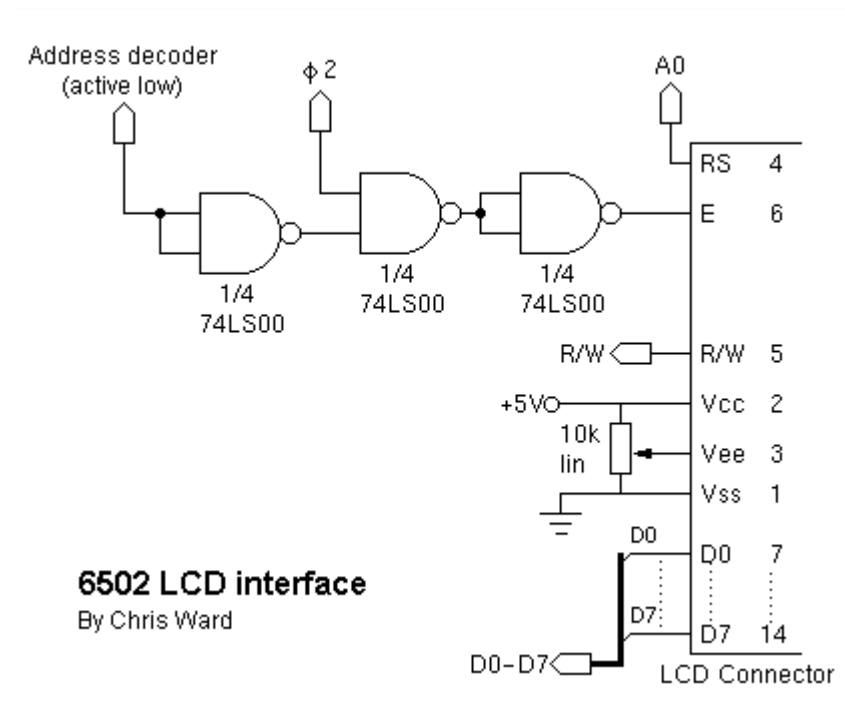 Address decoder
(active low)
ϕ2
A0
RS 4
E 6
1/4
74LS00
1/4
74LS00
1/4
74LS00
R/W
R/W 5
+5V
Vcc 2
10k
lin
Vee 3
Vss 1
D0
D0 7
D7
D7 14
D0-D7
6502 LCD interface
By Chris Ward
LCD Connector